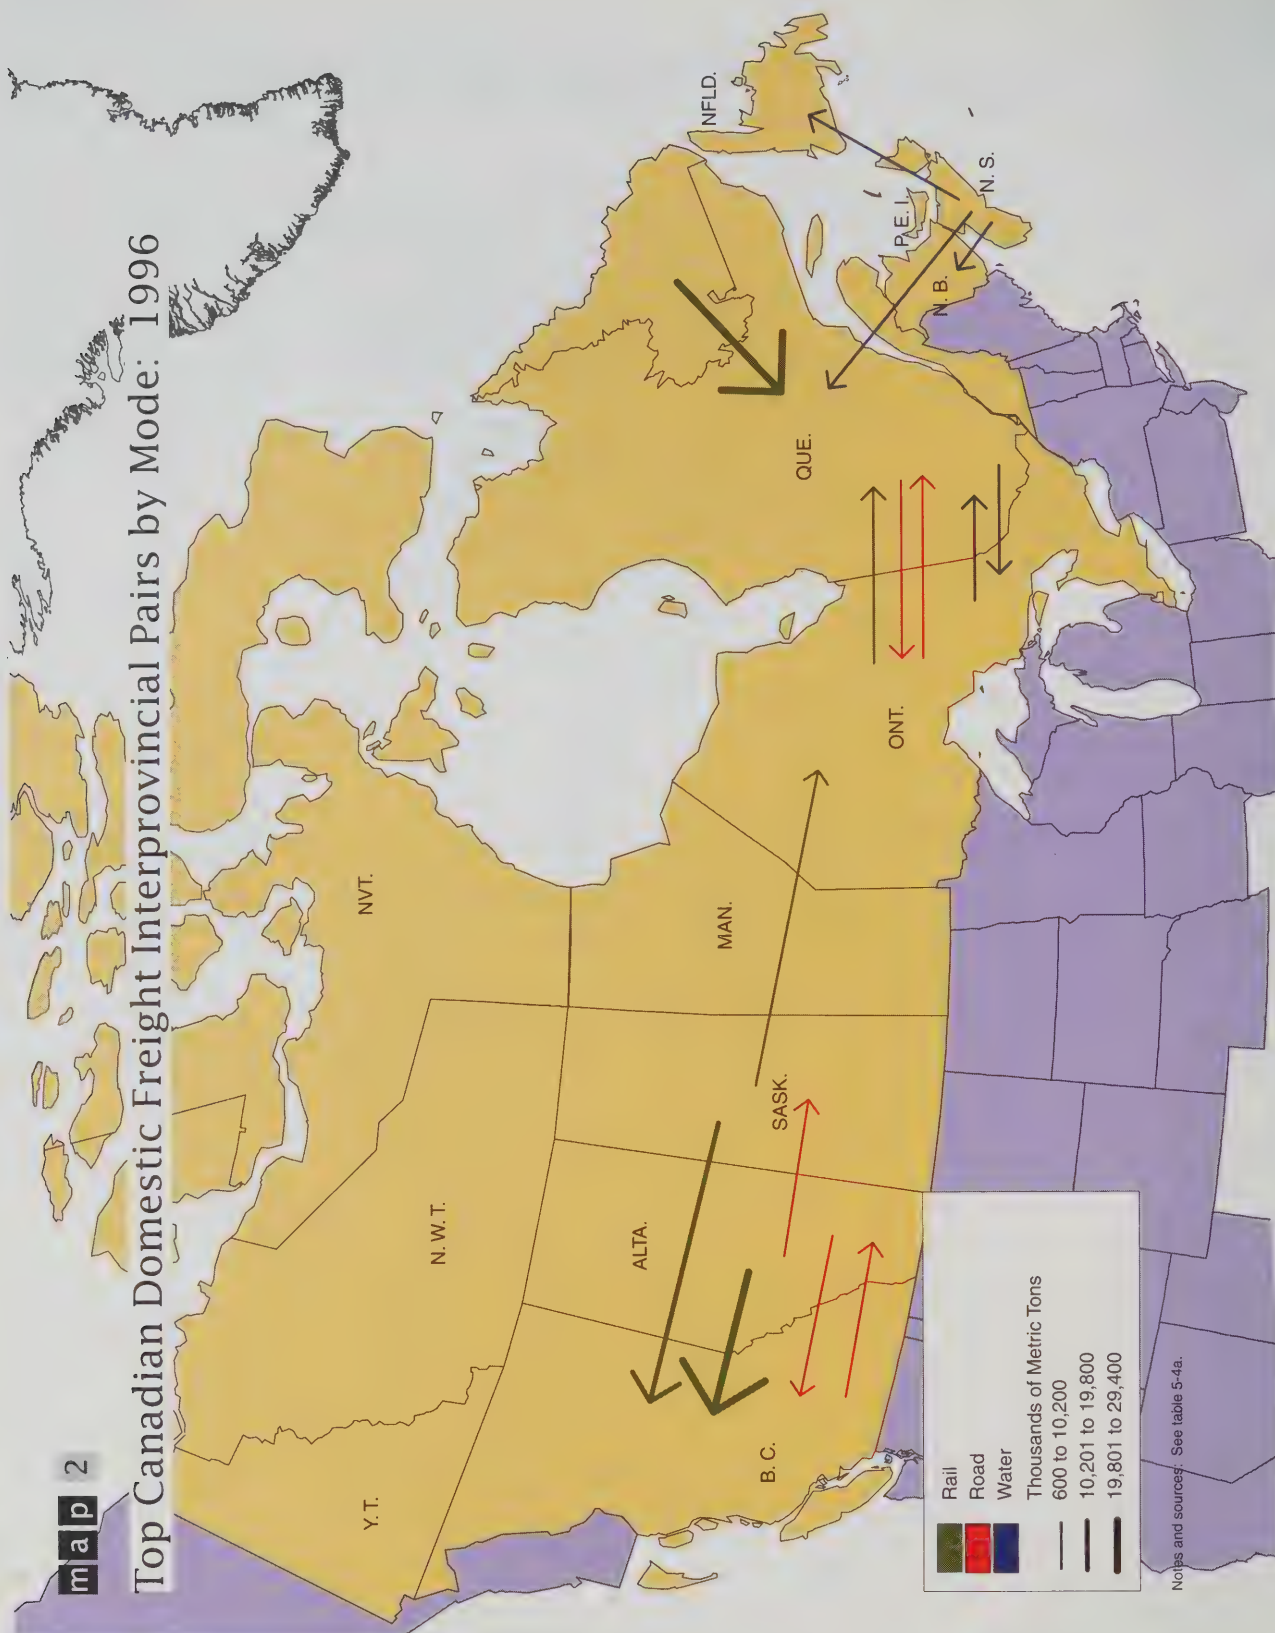 map 2
Top Canadian Domestic Freight Interprovincial Pairs by Mode: 1996
Y.T.
N.W.T.
NVT.
B.C.
ALTA.
SASK.
MAN.
ONT.
QUE.
NFLD.
P.E.I.
N.B.
N.S.
Rail
Road
Water
Thousands of Metric Tons
600 to 10,200
10,201 to 19,800
19,801 to 29,400
Notes and sources: See table 5-4a.